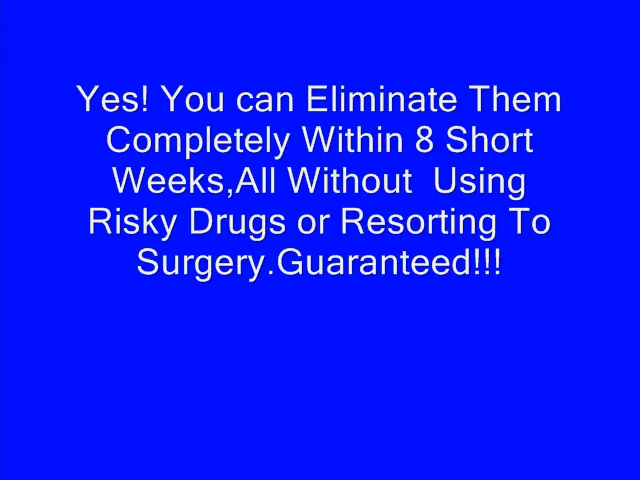 Yes! You can Eliminate Them
Completely Within 8 Short
Weeks,All Without  Using
Risky Drugs or Resorting To
Surgery.Guaranteed!!!